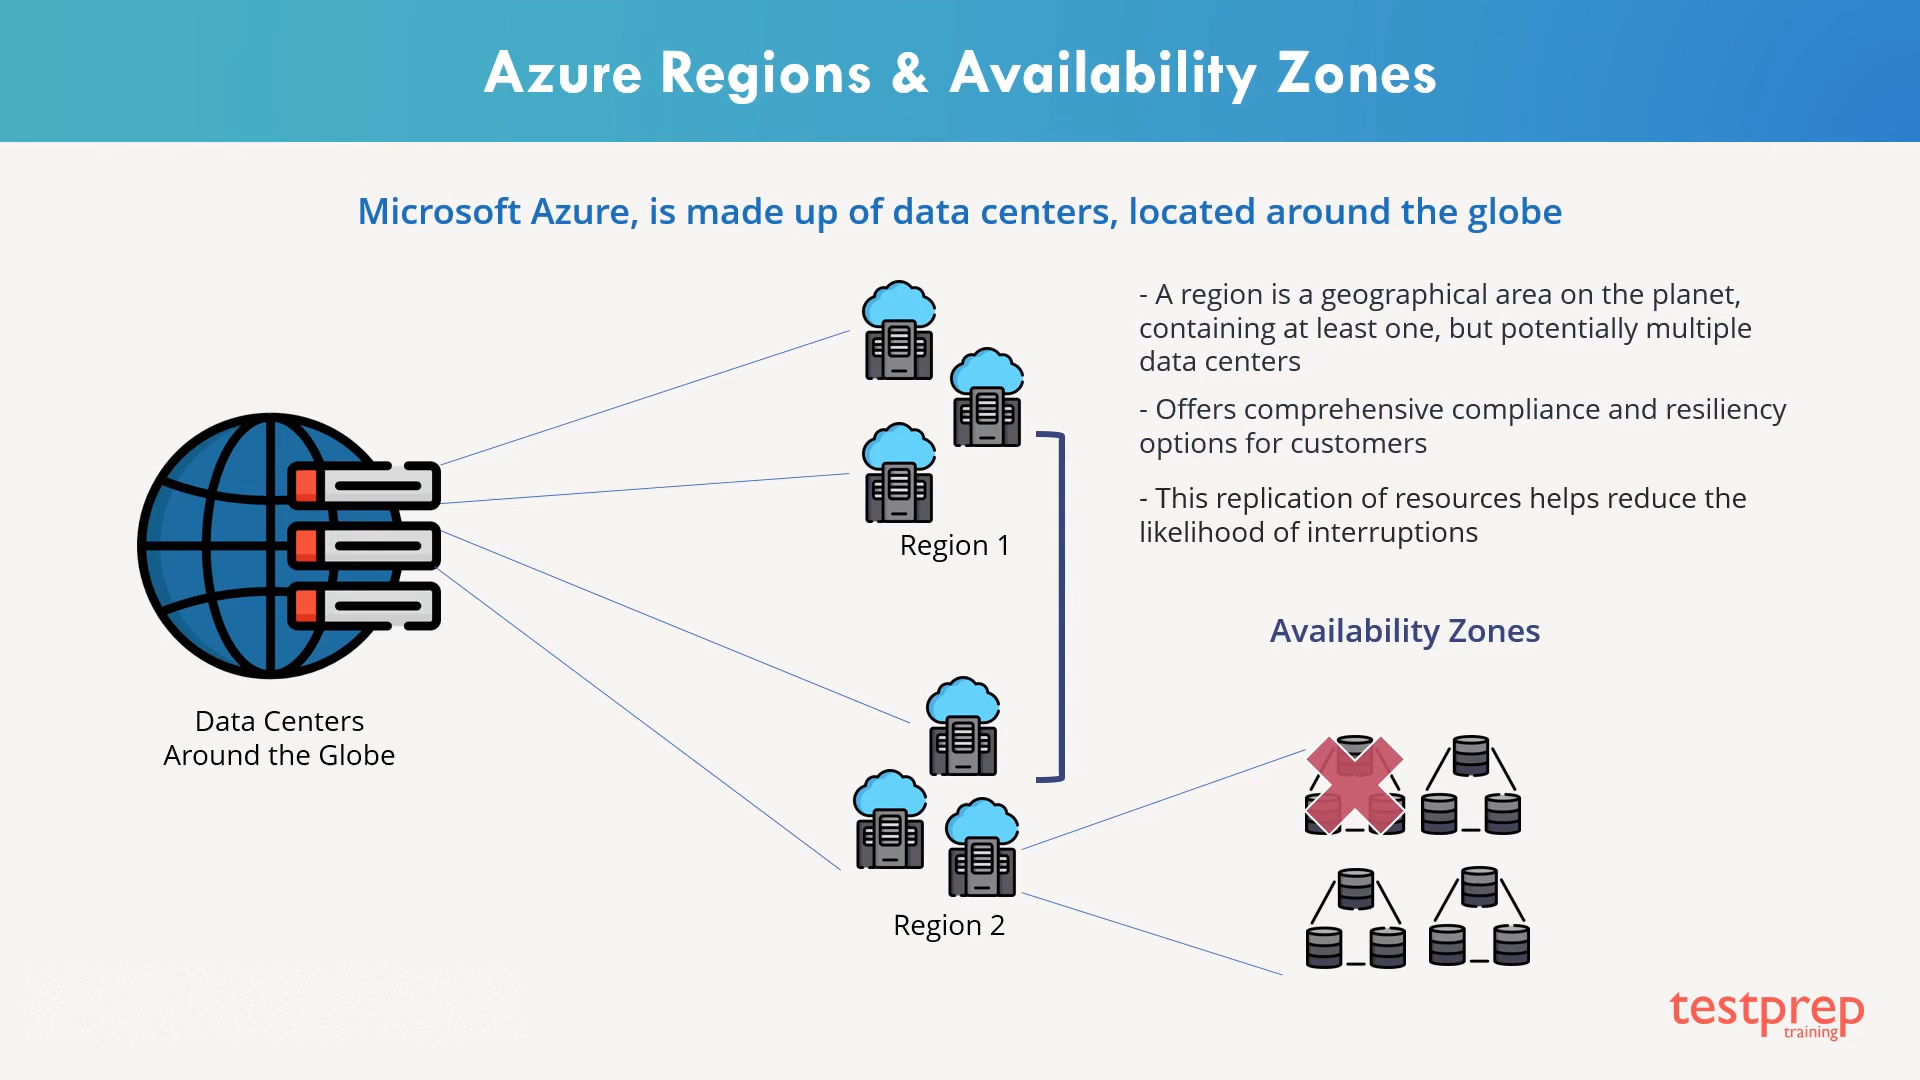 Azure Regions & Availability Zones
Microsoft Azure, is made up of data centers, located around the globe
- A region is a geographical area on the planet,
containing at least one, but potentially multiple
data centers
- Offers comprehensive compliance and resiliency
options for customers
- This replication of resources helps reduce the
likelihood of interruptions
Region 1
Availability Zones
Data Centers
Around the Globe
Region 2
testprep
training